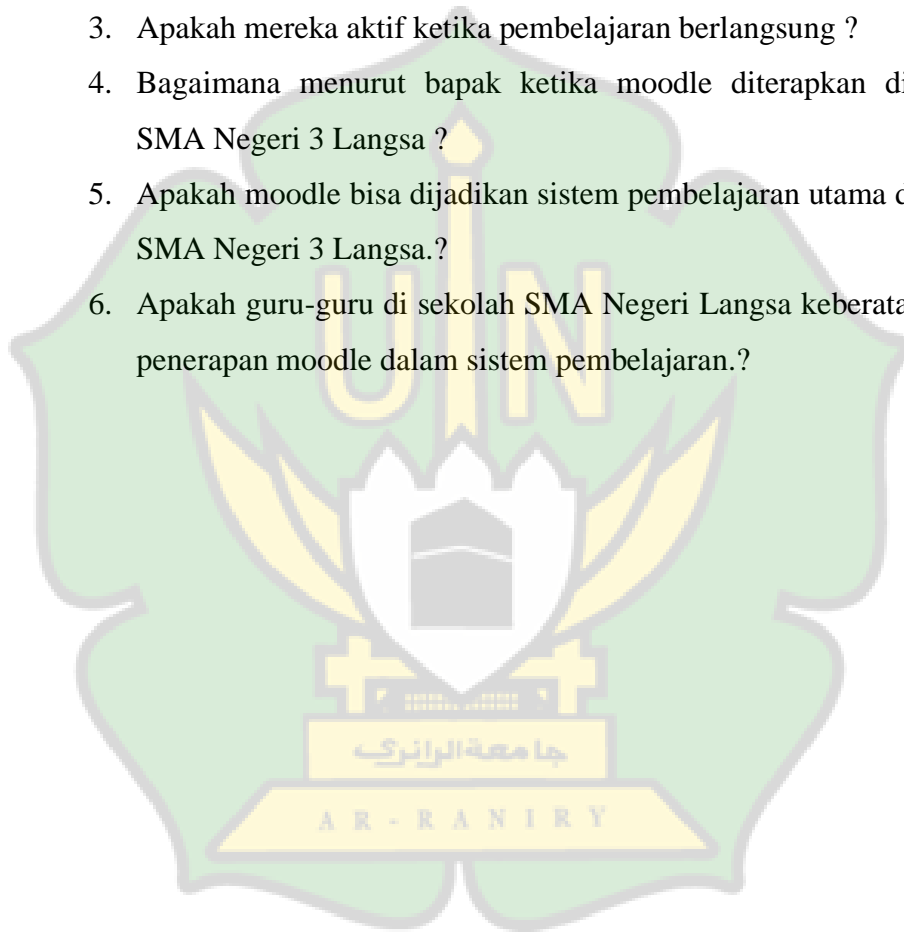 3. Apakah mereka aktif ketika pembelajaran berlangsung ?
4. Bagaimana menurut bapak ketika moodle diterapkan di
SMA Negeri 3 Langsa ?
5. Apakah moodle bisa dijadikan sistem pembelajaran utama d
SMA Negeri 3 Langsa.?
6. Apakah guru-guru di sekolah SMA Negeri Langsa keberata
penerapan moodle dalam sistem pembelajaran.?
UIN
جامعة الرانري
AR-RANIRY